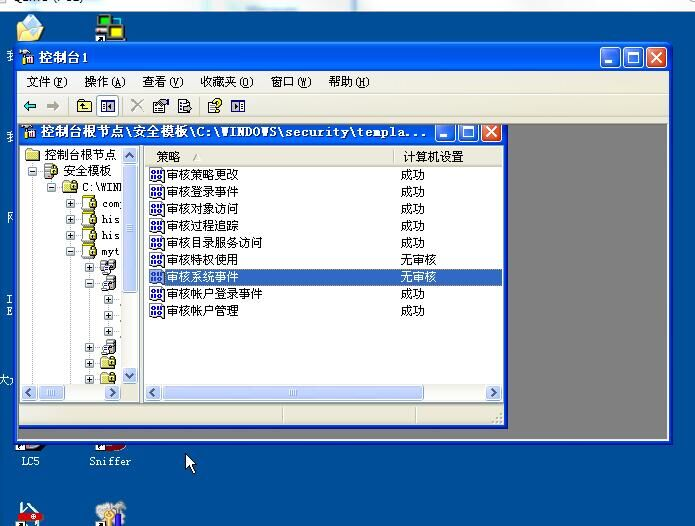 控制台1
文件(F) 操作(A) 查看(V) 收藏夹(O) 窗口(W) 帮助(H)
控制台根节点\安全模板\C:\WINDOWS\security\templa...
控制台根节点
安全模板
C:\WIN
com
his
his
myt
策略 计算机设置
审核策略更改 成功
审核登录事件 成功
审核对象访问 成功
审核过程追踪 成功
审核目录服务访问 成功
审核特权使用 无审核
审核系统事件 无审核
审核帐户登录事件 成功
审核帐户管理 成功
LC5 Sniffer